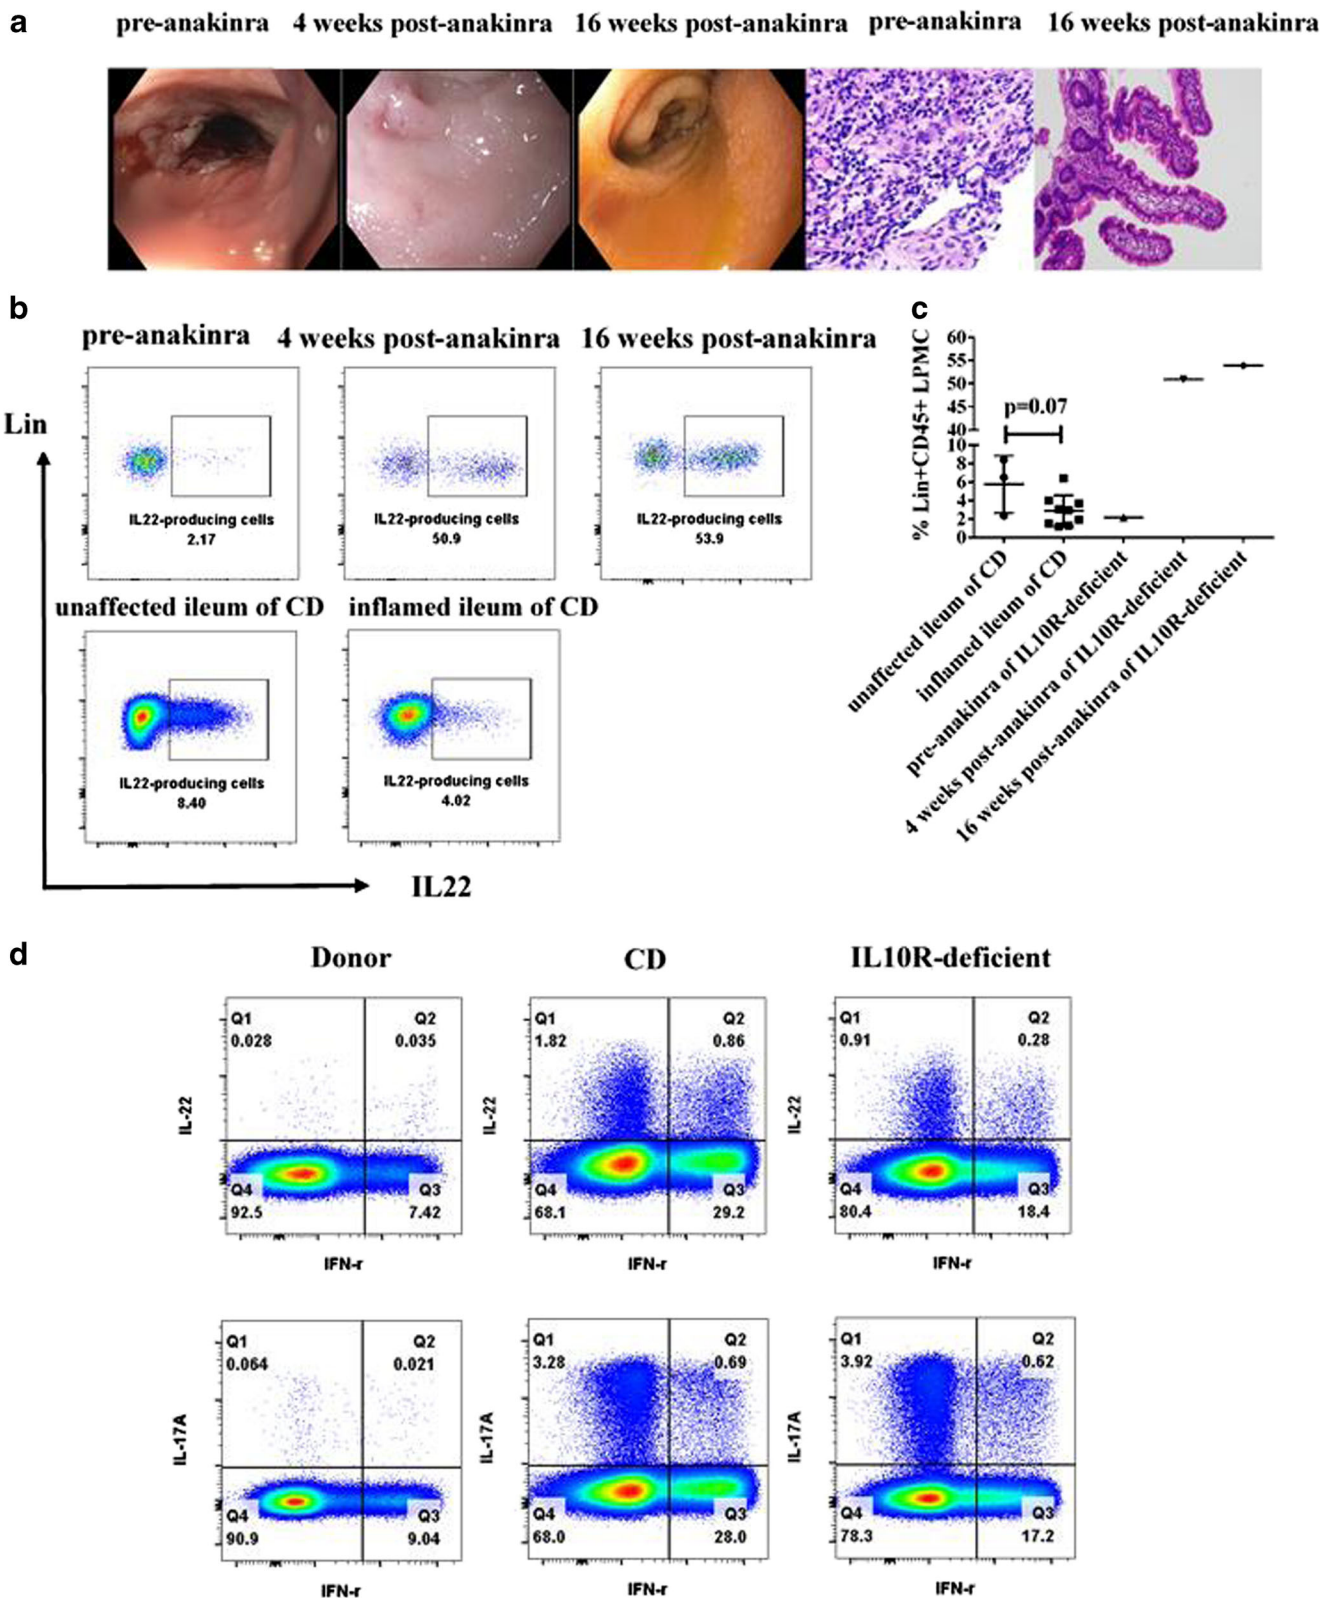 a
pre-anakinra 4 weeks post-anakinra 16 weeks post-anakinra pre-anakinra 16 weeks post-anakinra
b
pre-anakinra 4 weeks post-anakinra 16 weeks post-anakinra
Lin
IL22-producing cells
2.17
IL22-producing cells
50.9
IL22-producing cells
53.9
unaffected ileum of CD inflamed ileum of CD
IL22-producing cells
8.40
IL22-producing cells
4.02
IL22
c
% Lin+CD45+ LPMC
60
55
50
45
40
10
8
6
4
2
0
p=0.07
unaffected ileum of CD
inflamed ileum of CD
pre-anakinra of IL10R-deficient
4 weeks post-anakinra of IL10R-deficient
16 weeks post-anakinra of IL10R-deficient
d
Donor CD IL10R-deficient
IL-22
Q1
0.028
Q2
0.035
Q4
92.5
Q3
7.42
IFN-r
IL-22
Q1
1.82
Q2
0.86
Q4
68.1
Q3
29.2
IFN-r
IL-22
Q1
0.91
Q2
0.28
Q4
80.4
Q3
18.4
IFN-r
IL-17A
Q1
0.064
Q2
0.021
Q4
90.9
Q3
9.04
IFN-r
IL-17A
Q1
3.28
Q2
0.69
Q4
68.0
Q3
28.0
IFN-r
IL-17A
Q1
3.92
Q2
0.62
Q4
78.3
Q3
17.2
IFN-r